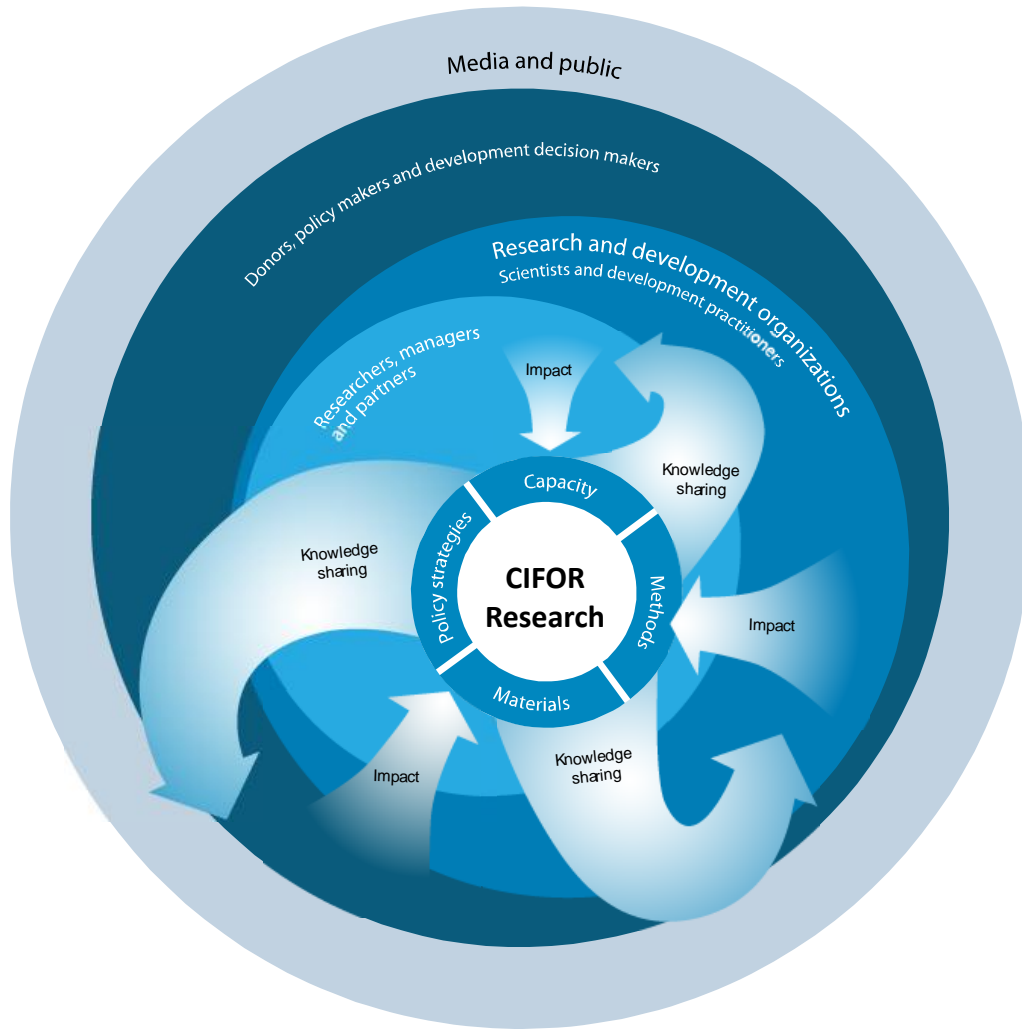 Media and public
Donors, policy makers and development decision makers
Research and development organizations
Scientists and development practitioners
Researchers, managers
and partners
Impact
Knowledge
sharing
Capacity
Knowledge
sharing
Policy strategies
CIFOR
Research
Methods
Impact
Materials
Impact
Knowledge
sharing